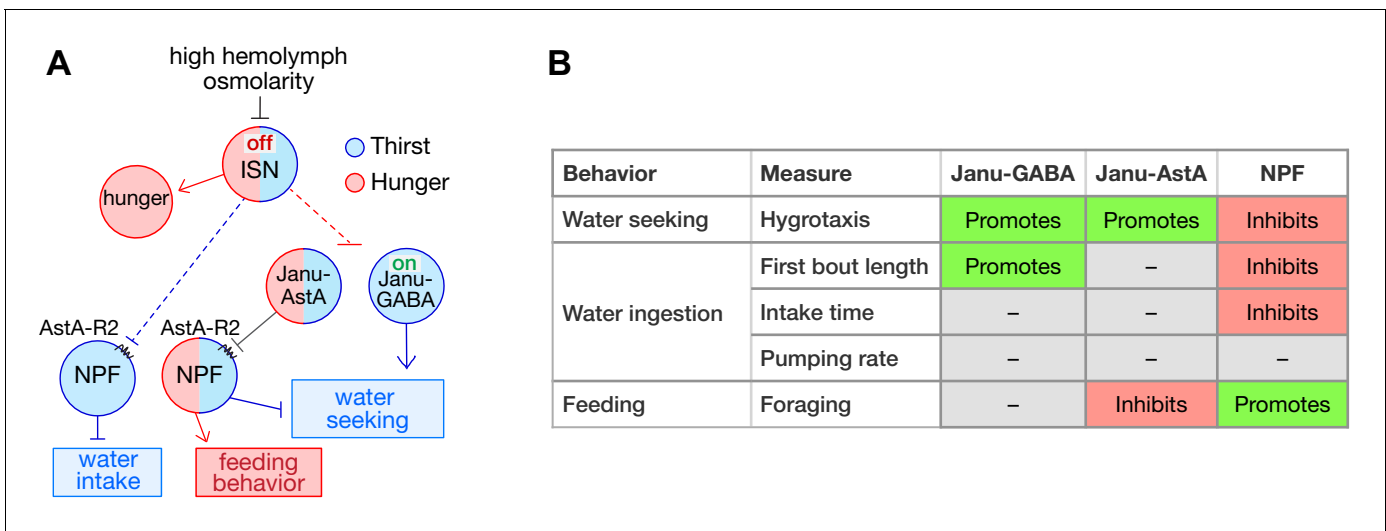 A
high hemolymph
osmolarity
off
ISN
Thirst
Hunger
hunger
on
Janu-
GABA
Janu-
AstA
AstA-R2
NPF
AstA-R2
NPF
water
seeking
water
intake
feeding
behavior
B
Behavior Measure Janu-GABA Janu-AstA NPF
Water seeking Hygrotaxis Promotes Promotes Inhibits
Water ingestion First bout length Promotes – Inhibits
Intake time – – Inhibits
Pumping rate – – –
Feeding Foraging – Inhibits Promotes